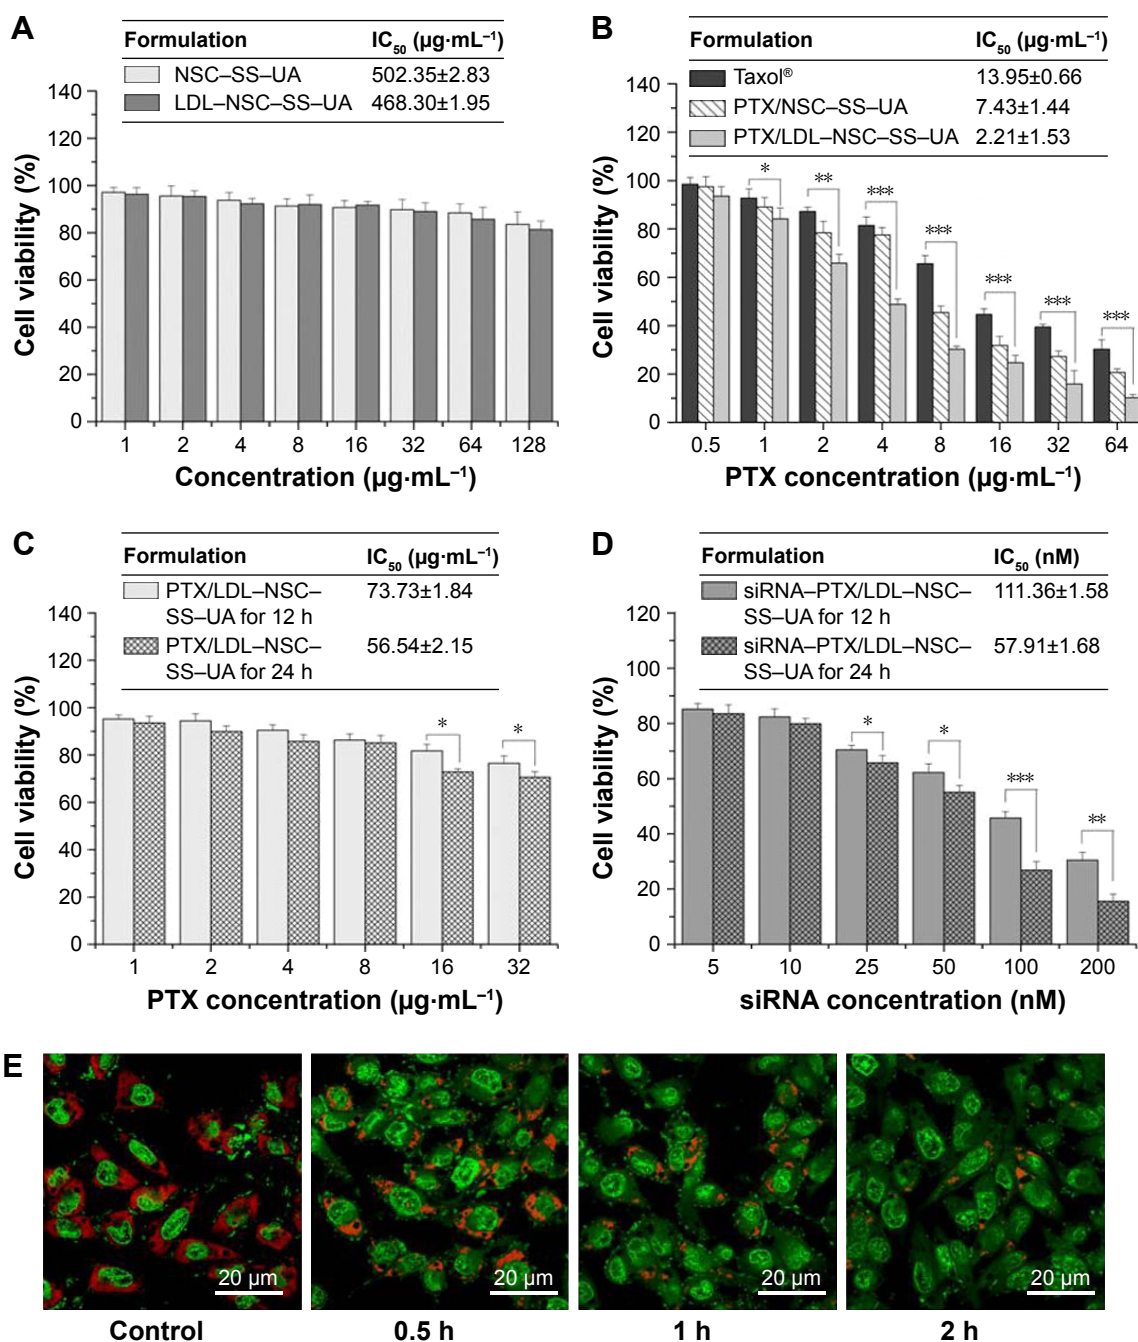 A
Formulation IC50 (µg·mL–1)
NSC–SS–UA 502.35±2.83
LDL–NSC–SS–UA 468.30±1.95
140
120
100
80
60
40
20
0
Cell viability (%)
1 2 4 8 16 32 64 128
Concentration (µg·mL–1)
B
Formulation IC50 (µg·mL–1)
Taxol® 13.95±0.66
PTX/NSC–SS–UA 7.43±1.44
PTX/LDL–NSC–SS–UA 2.21±1.53
140
120
100
80
60
40
20
0
Cell viability (%)
* ** *** *** *** *** ***
0.5 1 2 4 8 16 32 64
PTX concentration (µg·mL–1)
C
Formulation IC50 (µg·mL–1)
PTX/LDL–NSC– 73.73±1.84
SS–UA for 12 h
PTX/LDL–NSC– 56.54±2.15
SS–UA for 24 h
140
120
100
80
60
40
20
0
Cell viability (%)
* *
1 2 4 8 16 32
PTX concentration (µg·mL–1)
D
Formulation IC50 (nM)
siRNA–PTX/LDL–NSC– 111.36±1.58
SS–UA for 12 h
siRNA–PTX/LDL–NSC– 57.91±1.68
SS–UA for 24 h
120
100
80
60
40
20
0
Cell viability (%)
* * *** **
5 10 25 50 100 200
siRNA concentration (nM)
E
20 µm 20 µm 20 µm 20 µm
Control 0.5 h 1 h 2 h